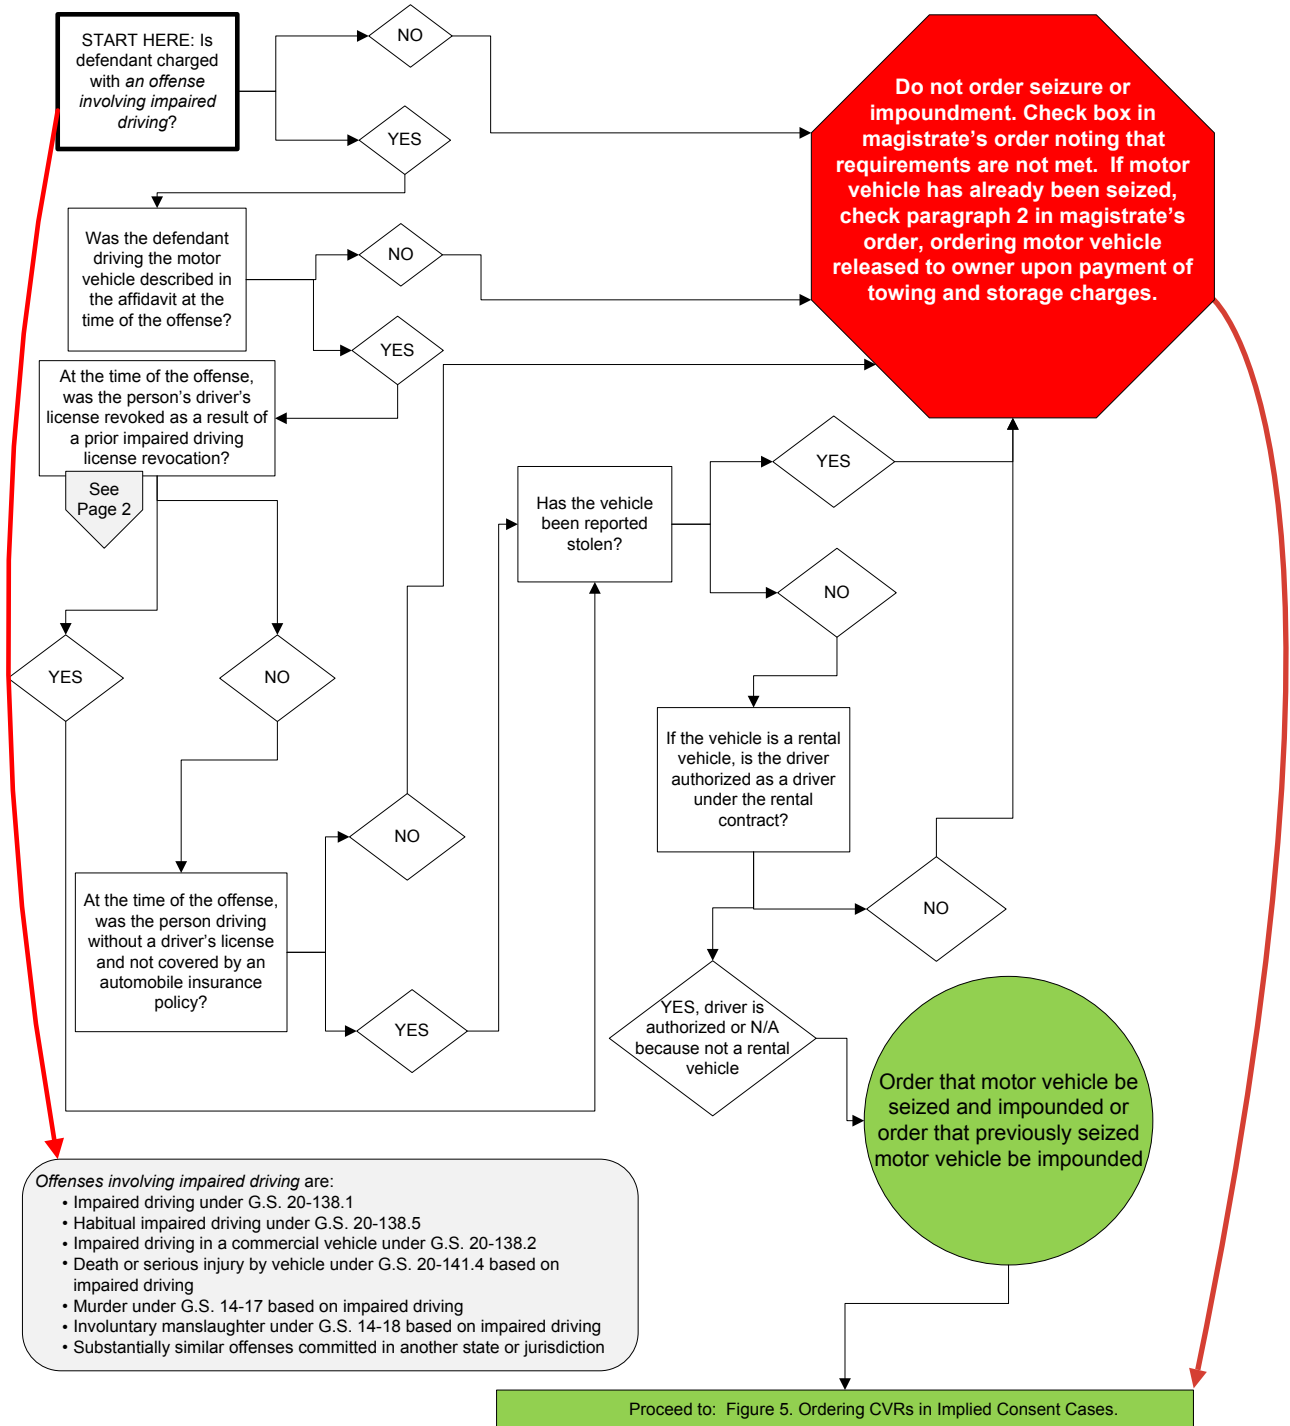 START HERE: Is
defendant charged
with an offense
involving impaired
driving?
NO
YES
Do not order seizure or
impoundment. Check box in
magistrate's order noting that
requirements are not met.  If motor
vehicle has already been seized,
check paragraph 2 in magistrate's
order, ordering motor vehicle
released to owner upon payment of
towing and storage charges.
Was the defendant
driving the motor
vehicle described in
the affidavit at the
time of the offense?
NO
YES
At the time of the offense,
was the person's driver's
license revoked as a result of
a prior impaired driving
license revocation?
See
Page 2
YES
NO
At the time of the offense,
was the person driving
without a driver's license
and not covered by an
automobile insurance
policy?
NO
YES
Has the vehicle
been reported
stolen?
YES
NO
If the vehicle is a rental
vehicle, is the driver
authorized as a driver
under the rental
contract?
NO
YES, driver is
authorized or N/A
because not a rental
vehicle
Order that motor vehicle be
seized and impounded or
order that previously seized
motor vehicle be impounded
Offenses involving impaired driving are:
• Impaired driving under G.S. 20-138.1
• Habitual impaired driving under G.S. 20-138.5
• Impaired driving in a commercial vehicle under G.S. 20-138.2
• Death or serious injury by vehicle under G.S. 20-141.4 based on
impaired driving
• Murder under G.S. 14-17 based on impaired driving
• Involuntary manslaughter under G.S. 14-18 based on impaired driving
• Substantially similar offenses committed in another state or jurisdiction
Proceed to:  Figure 5. Ordering CVRs in Implied Consent Cases.